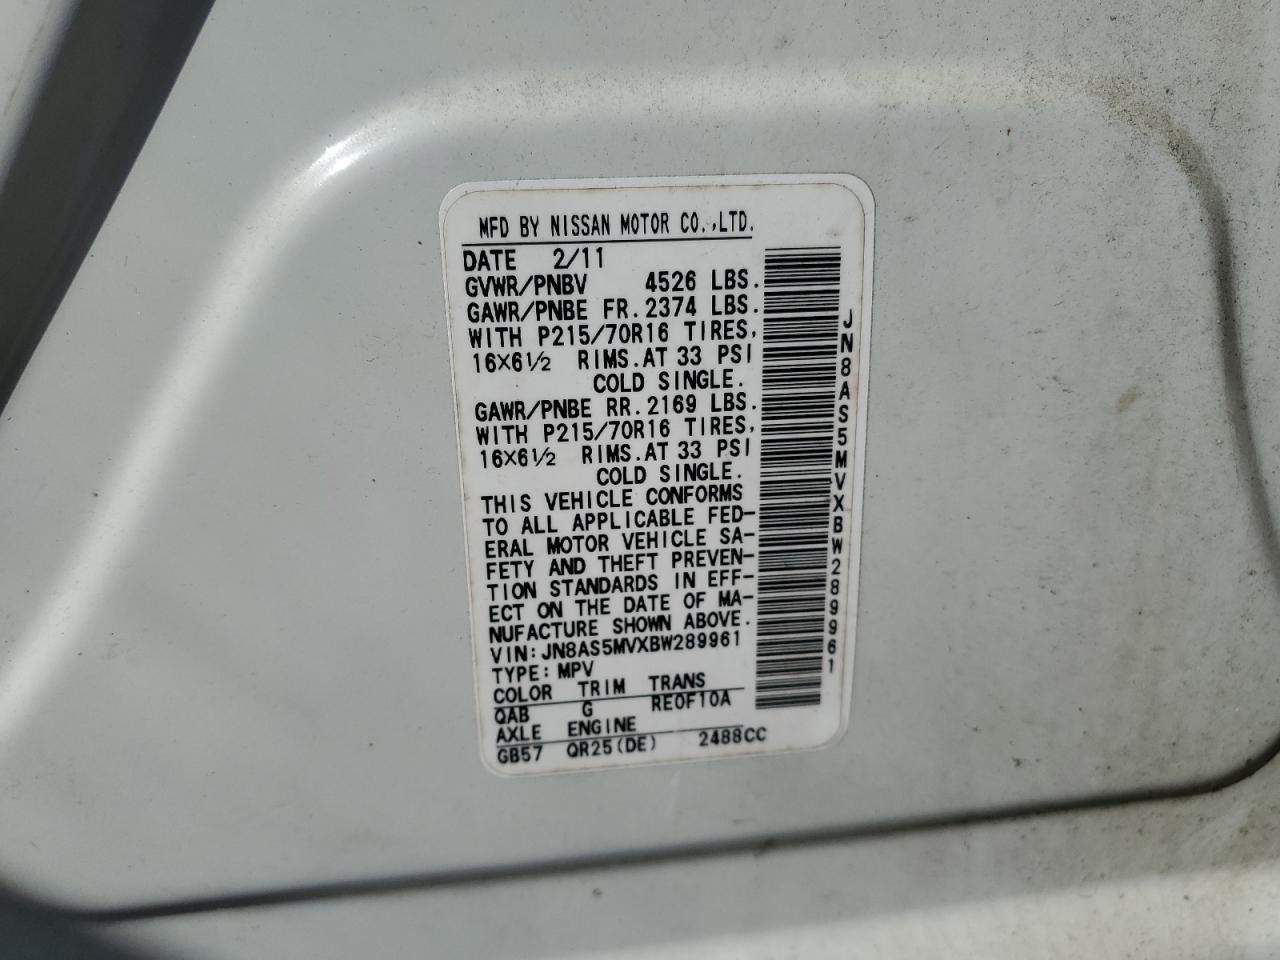 MFD BY NISSAN MOTOR CO.,LTD.
DATE 2/11
GVWR/PNBV 4526 LBS.
GAWR/PNBE FR.2374 LBS.
WITH P215/70R16 TIRES,
16X6½ RIMS.AT 33 PSI
COLD SINGLE.
GAWR/PNBE RR.2169 LBS.
WITH P215/70R16 TIRES,
16X6½ RIMS.AT 33 PSI
COLD SINGLE.
THIS VEHICLE CONFORMS
TO ALL APPLICABLE FED-
ERAL MOTOR VEHICLE SA-
FETY AND THEFT PREVEN-
TION STANDARDS IN EFF-
ECT ON THE DATE OF MA-
NUFACTURE SHOWN ABOVE.
VIN:JN8AS5MVXBW289961
TYPE:MPV
COLOR TRIM TRANS
QAB G RE0F10A
AXLE ENGINE
GB57 QR25(DE) 2488CC
JN8AS5MVXBW289961